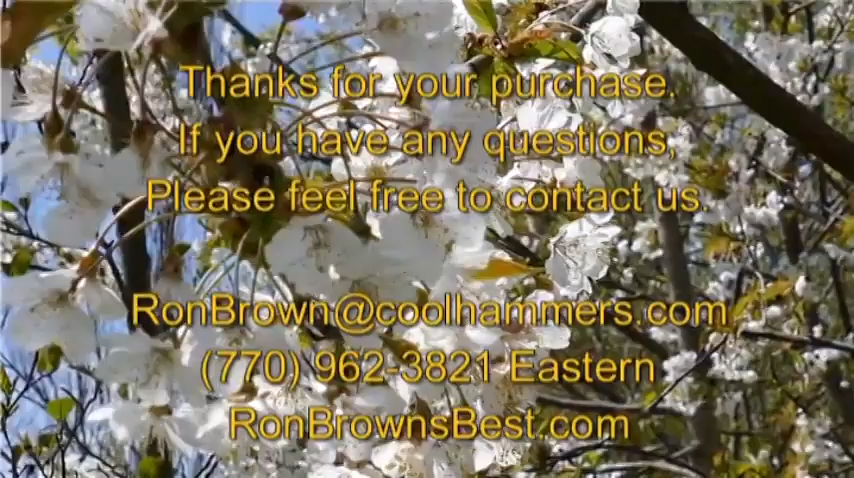 Thanks for your purchase.
If you have any questions,
Please feel free to contact us.
RonBrown@coolhammers.com
(770) 962-3821 Eastern
RonBrownsBest.com